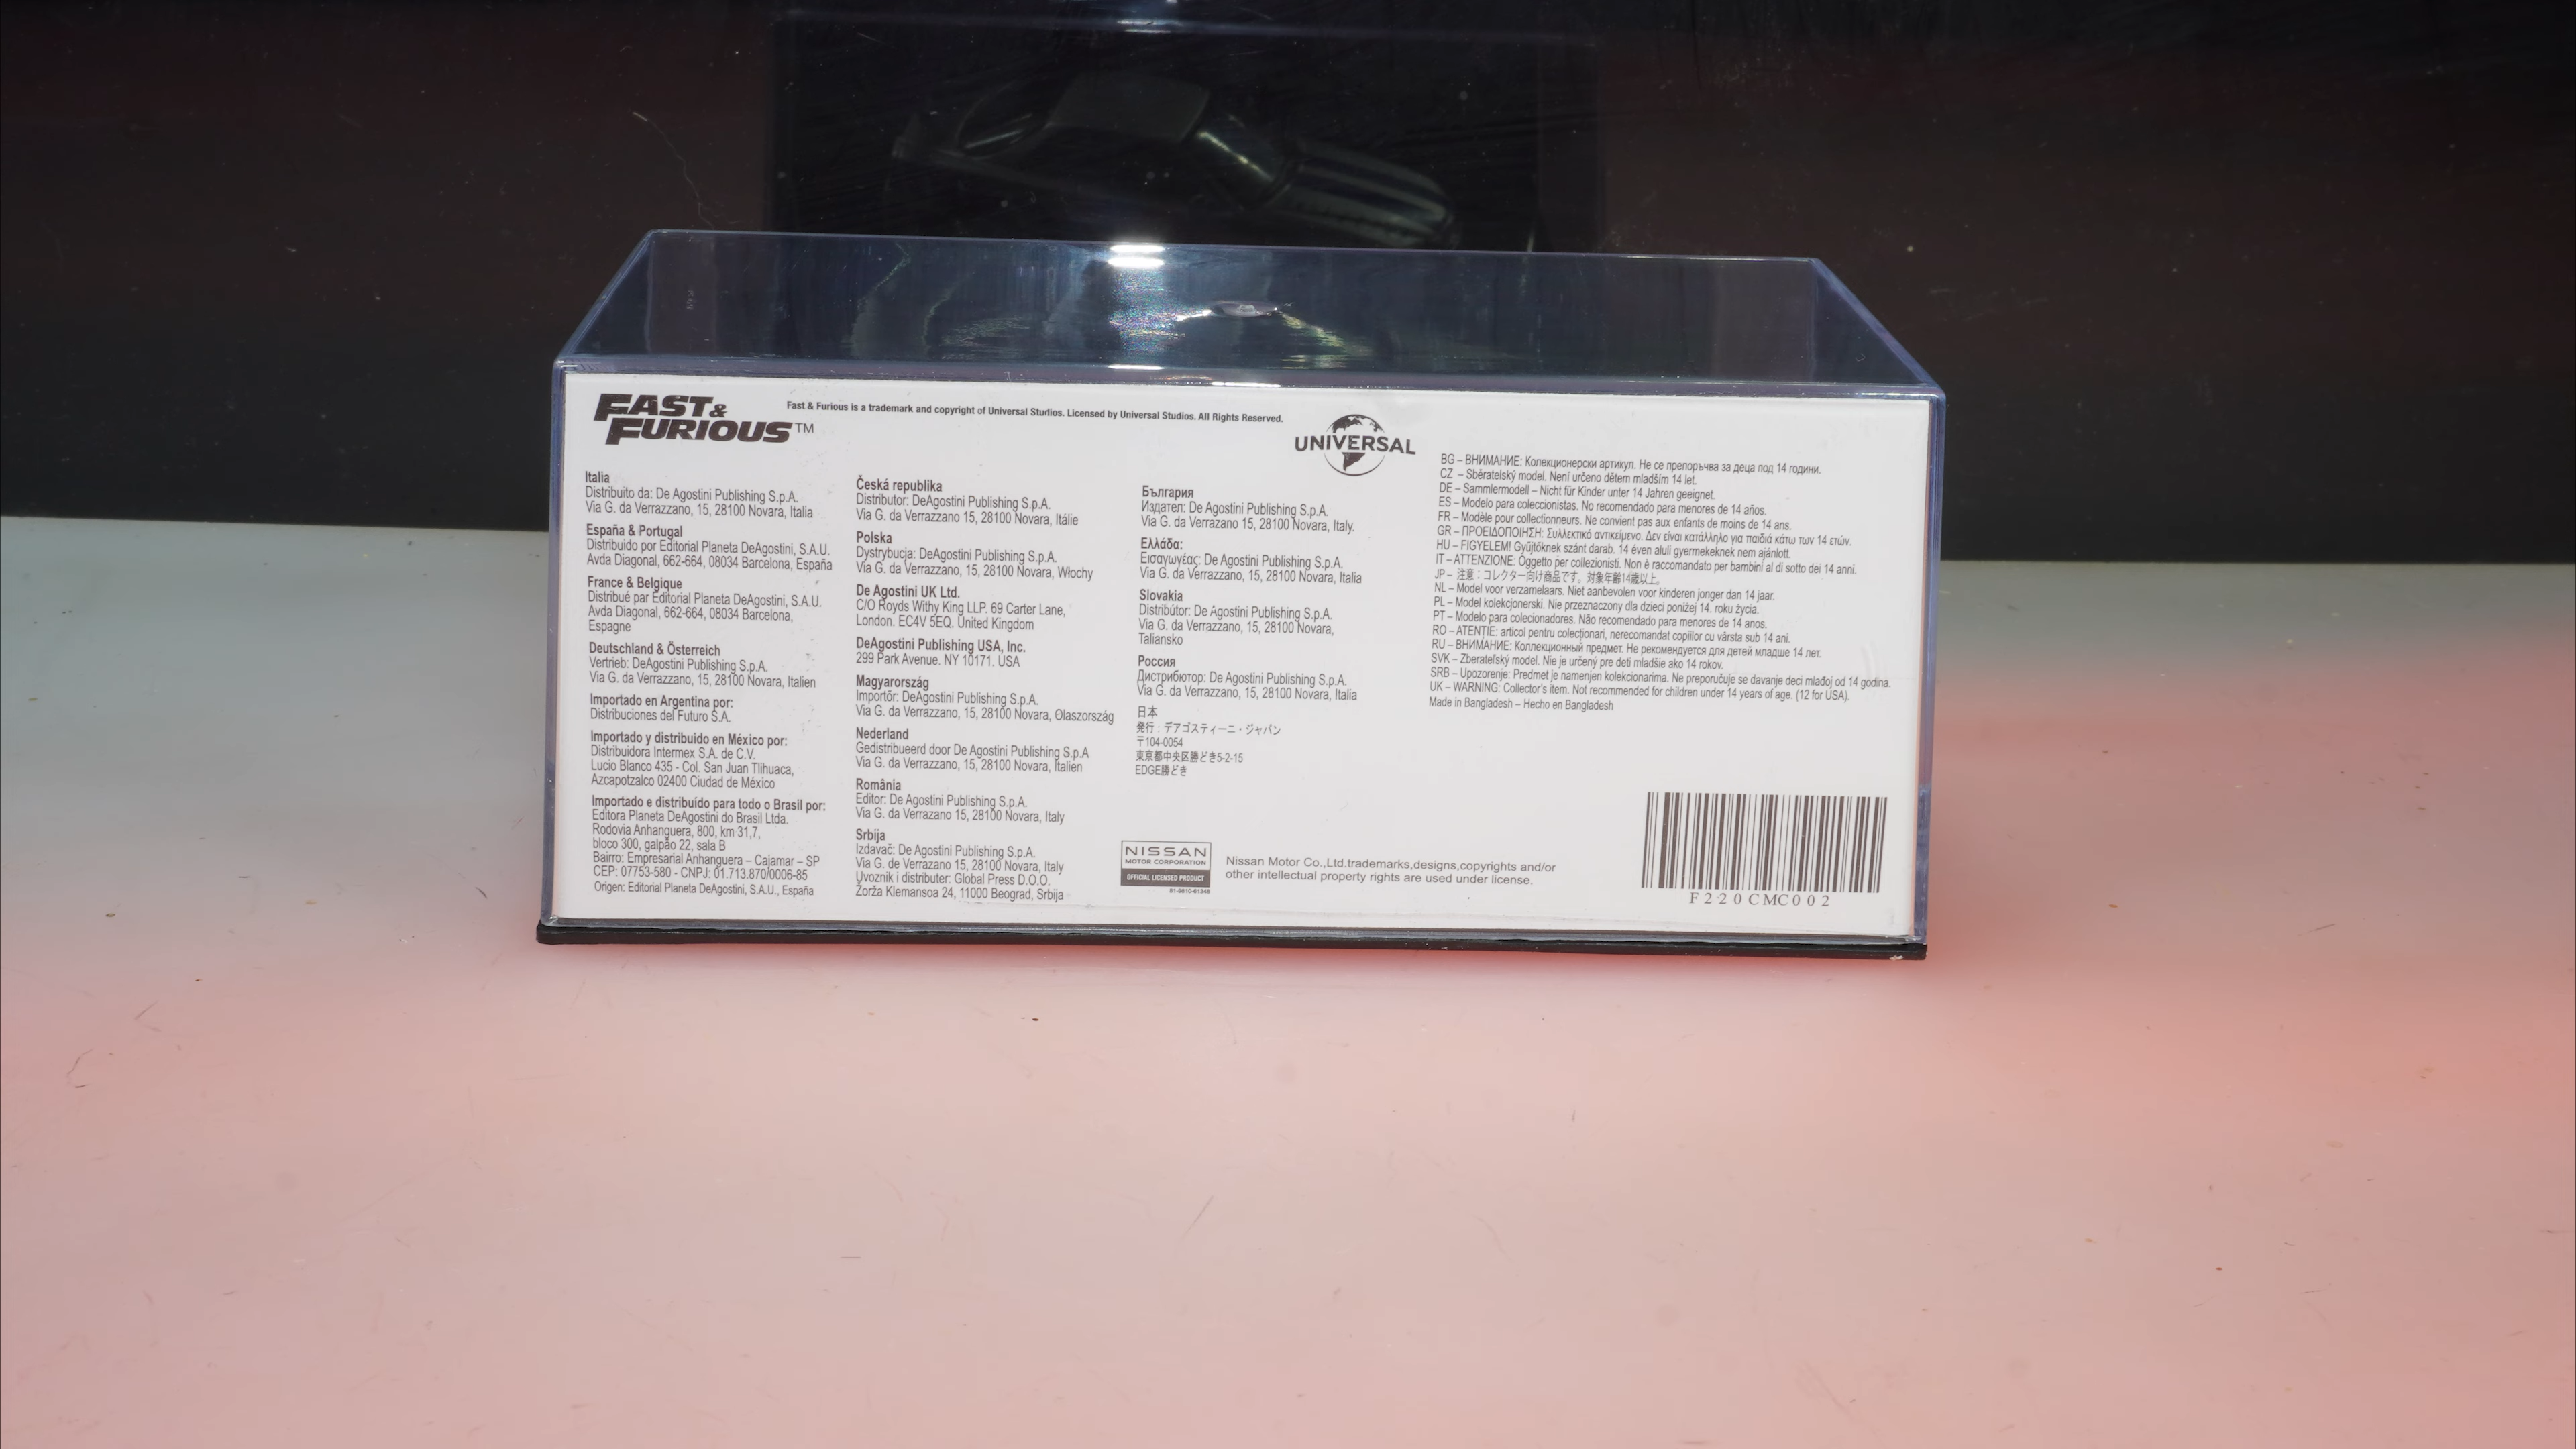 FAST &
FURIOUS™
Fast & Furious is a trademark and copyright of Universal Studios. Licensed by Universal Studios. All Rights Reserved.
UNIVERSAL
Italia
Distribuito da: De Agostini Publishing S.p.A.
Via G. da Verrazzano, 15, 28100 Novara, Italia
España & Portugal
Distribuido por Editorial Planeta DeAgostini, S.A.U.
Avda Diagonal, 662-664, 08034 Barcelona, España
France & Belgique
Distribué par Editorial Planeta DeAgostini, S.A.U.
Avda Diagonal, 662-664, 08034 Barcelona,
Espagne
Deutschland & Österreich
Vertrieb: DeAgostini Publishing S.p.A.
Via G. da Verrazzano, 15, 28100 Novara, Italien
Importado en Argentina por:
Distribuciones del Futuro S.A.
Importado y distribuido en México por:
Distribuidora Intermex S.A. de C.V.
Lucio Blanco 435 - Col. San Juan Tlihuaca,
Azcapotzalco 02400 Ciudad de México
Importado e distribuído para todo o Brasil por:
Editora Planeta DeAgostini do Brasil Ltda.
Rodovia Anhanguera, 800, km 31,7,
bloco 300, galpão 22, sala B
Bairro: Empresarial Anhanguera – Cajamar – SP
CEP: 07753-580 - CNPJ: 01.713.870/0006-85
Origen: Editorial Planeta DeAgostini, S.A.U., España
Česká republika
Distributor: DeAgostini Publishing S.p.A.
Via G. da Verrazzano 15, 28100 Novara, Itálie
Polska
Dystrybucja: DeAgostini Publishing S.p.A.
Via G. da Verrazzano, 15, 28100 Novara, Włochy
De Agostini UK Ltd.
C/O Royds Withy King LLP. 69 Carter Lane,
London. EC4V 5EQ. United Kingdom
DeAgostini Publishing USA, Inc.
299 Park Avenue. NY 10171. USA
Magyarország
Importőr: DeAgostini Publishing S.p.A.
Via G. da Verrazzano, 15, 28100 Novara, Olaszország
Nederland
Gedistribueerd door De Agostini Publishing S.p.A
Via G. da Verrazzano, 15, 28100 Novara, Italien
România
Editor: De Agostini Publishing S.p.A.
Via G. da Verrazano 15, 28100 Novara, Italy
Srbija
Izdavač: De Agostini Publishing S.p.A.
Via G. de Verrazano 15, 28100 Novara, Italy
Uvoznik i distributer: Global Press D.O.O.
Žorža Klemansoa 24, 11000 Beograd, Srbija
България
Издател: De Agostini Publishing S.p.A.
Via G. da Verrazano 15, 28100 Novara, Italy.
Ελλάδα:
Εισαγωγέας: De Agostini Publishing S.p.A.
Via G. da Verrazzano, 15, 28100 Novara, Italia
Slovakia
Distribútor: De Agostini Publishing S.p.A.
Via G. da Verrazzano, 15, 28100 Novara,
Taliansko
Россия
Дистрибютор: De Agostini Publishing S.p.A.
Via G. da Verrazzano, 15, 28100 Novara, Italia
日本
発行：デアゴスティーニ・ジャパン
〒104-0054
東京都中央区勝どき5-2-15
EDGE勝どき
BG – ВНИМАНИЕ: Колекционерски артикул. Не се препоръчва за деца под 14 години.
CZ – Sběratelský model. Není určeno dětem mladším 14 let.
DE – Sammlermodell – Nicht für Kinder unter 14 Jahren geeignet.
ES – Modelo para coleccionistas. No recomendado para menores de 14 años.
FR – Modèle pour collectionneurs. Ne convient pas aux enfants de moins de 14 ans.
GR – ΠΡΟΕΙΔΟΠΟΙΗΣΗ: Συλλεκτικό αντικείμενο. Δεν είναι κατάλληλο για παιδιά κάτω των 14 ετών.
HU – FIGYELEM! Gyűjtőknek szánt darab. 14 éven aluli gyermekeknek nem ajánlott.
IT – ATTENZIONE: Oggetto per collezionisti. Non è raccomandato per bambini al di sotto dei 14 anni.
JP – 注意：コレクター向け商品です。対象年齢14歳以上。
NL – Model voor verzamelaars. Niet aanbevolen voor kinderen jonger dan 14 jaar.
PL – Model kolekcjonerski. Nie przeznaczony dla dzieci poniżej 14. roku życia.
PT – Modelo para colecionadores. Não recomendado para menores de 14 anos.
RO – ATENȚIE: articol pentru colecționari, nerecomandat copiilor cu vârsta sub 14 ani.
RU – ВНИМАНИЕ: Коллекционный предмет. Не рекомендуется для детей младше 14 лет.
SVK – Zberateľský model. Nie je určený pre deti mladšie ako 14 rokov.
SRB – Upozorenje: Predmet je namenjen kolekcionarima. Ne preporučuje se davanje deci mlađoj od 14 godina.
UK – WARNING: Collector's item. Not recommended for children under 14 years of age. (12 for USA).
Made in Bangladesh – Hecho en Bangladesh
NISSAN
MOTOR CORPORATION
OFFICIAL LICENSED PRODUCT
91-9810-61348
Nissan Motor Co.,Ltd.trademarks,designs,copyrights and/or
other intellectual property rights are used under license.
F220CMC002